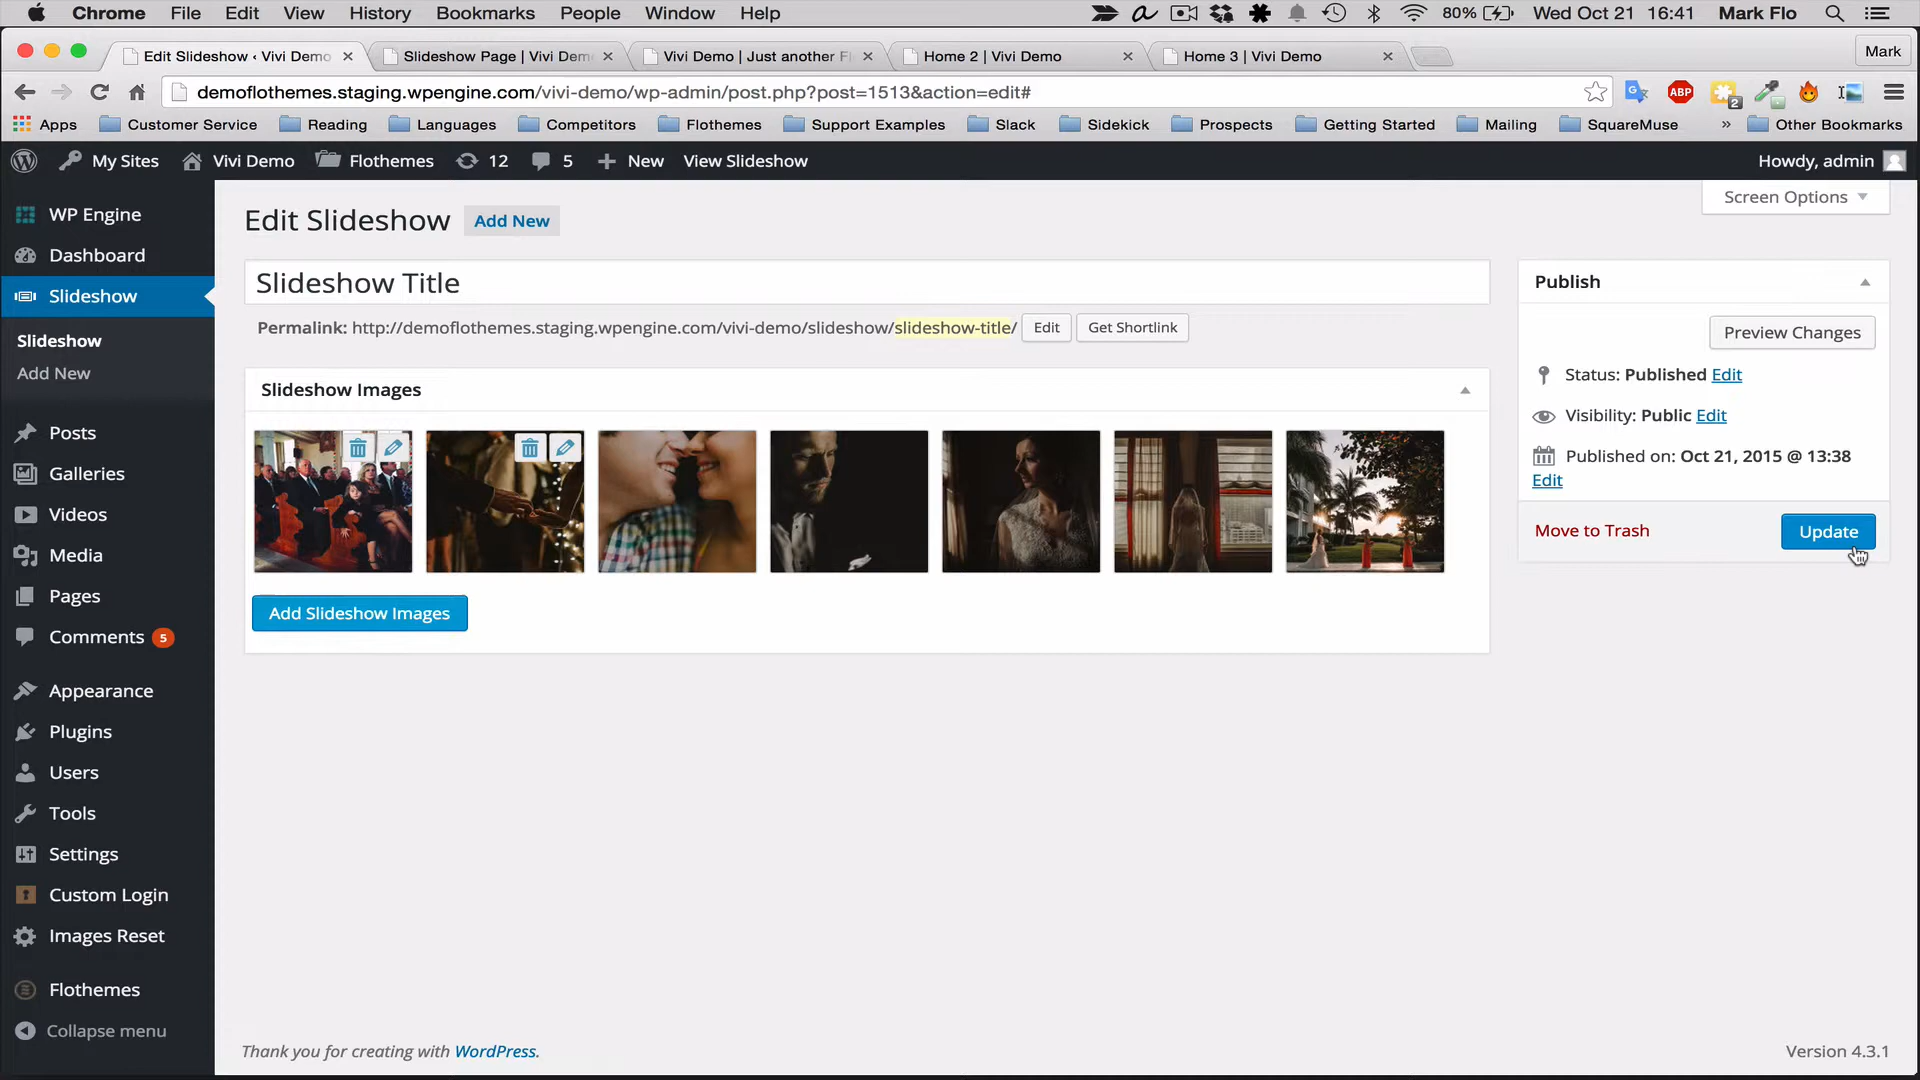 Chrome File Edit View History Bookmarks People Window Help 80% Wed Oct 21 16:41 Mark Flo
Edit Slideshow ‹ Vivi Demo Slideshow Page | Vivi Dem Vivi Demo | Just another F Home 2 | Vivi Demo Home 3 | Vivi Demo Mark
demoflothemes.staging.wpengine.com/vivi-demo/wp-admin/post.php?post=1513&action=edit# ABP 2
Apps Customer Service Reading Languages Competitors Flothemes Support Examples Slack Sidekick Prospects Getting Started Mailing SquareMuse » Other Bookmarks
My Sites Vivi Demo Flothemes 12 5 New View Slideshow Howdy, admin
Screen Options
WP Engine
Dashboard
Slideshow
Slideshow
Add New
Posts
Galleries
Videos
Media
Pages
Comments 5
Appearance
Plugins
Users
Tools
Settings
Custom Login
Images Reset
Flothemes
Collapse menu
Edit Slideshow Add New
Slideshow Title
Permalink: http://demoflothemes.staging.wpengine.com/vivi-demo/slideshow/slideshow-title/ Edit Get Shortlink
Slideshow Images
Add Slideshow Images
Publish
Preview Changes
Status: Published Edit
Visibility: Public Edit
Published on: Oct 21, 2015 @ 13:38
Edit
Move to Trash Update
Thank you for creating with WordPress. Version 4.3.1